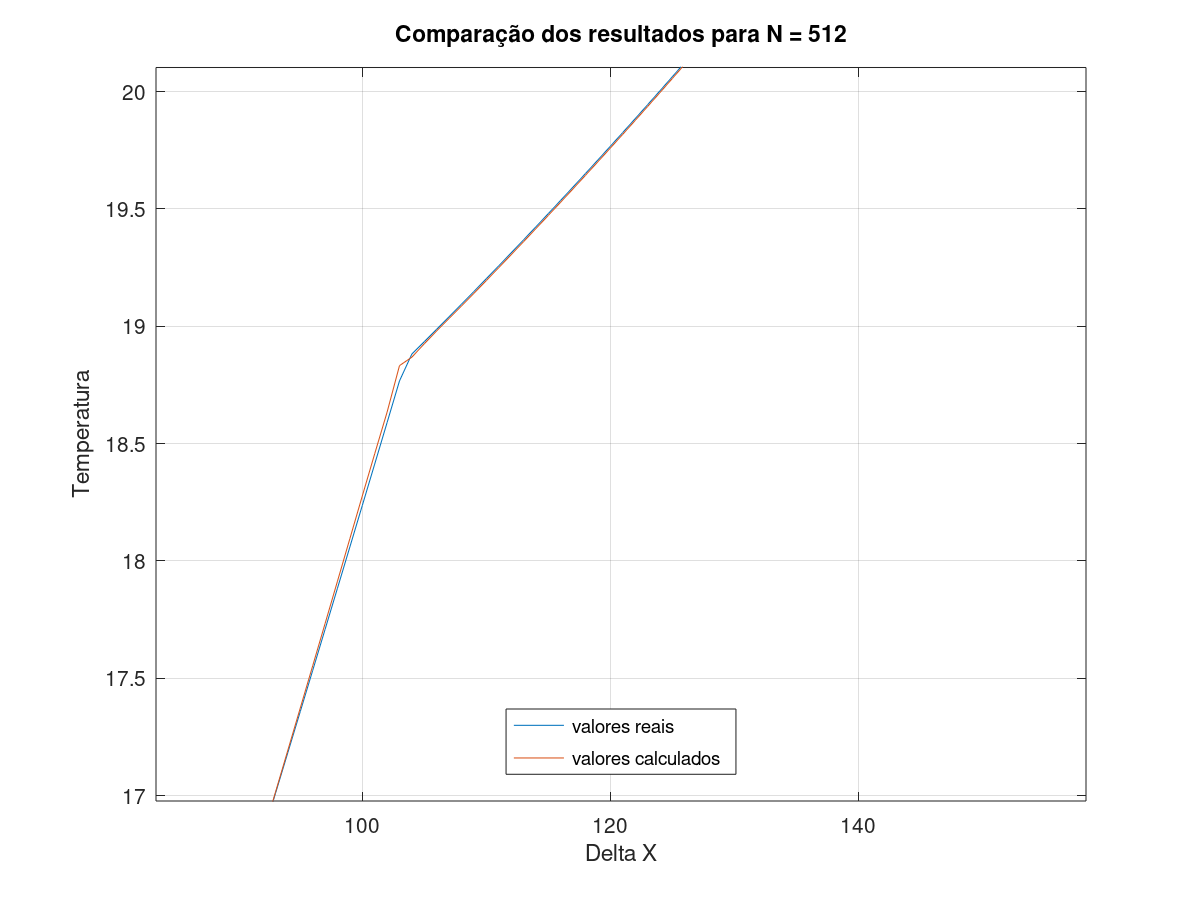 Comparação dos resultados para N = 512
20
19.5
19
18.5
18
17.5
17
Temperatura
valores reais
valores calculados
100
120
140
Delta X